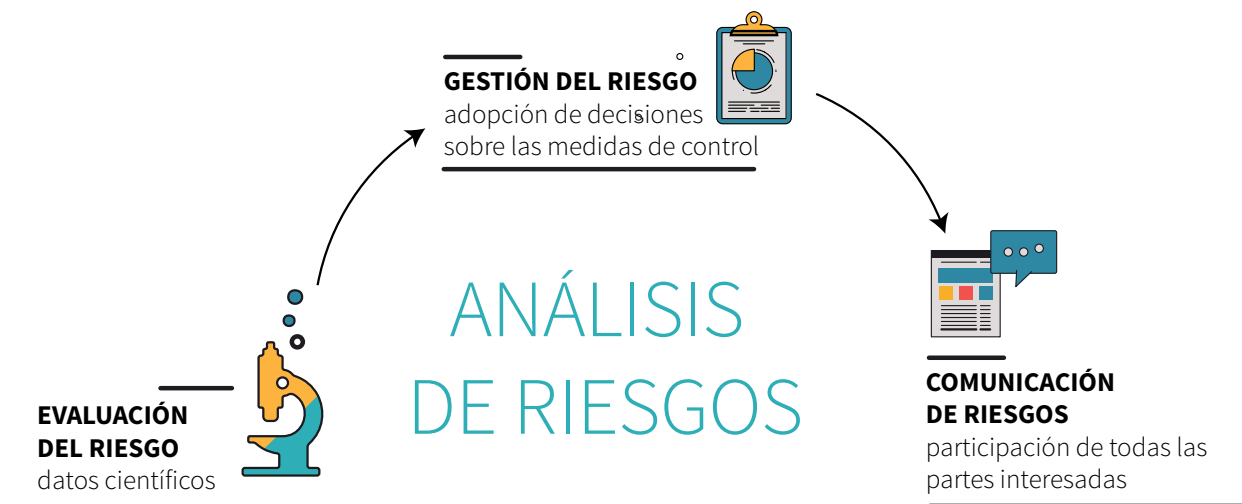 GESTIÓN DEL RIESGO
adopción de decisiones
sobre las medidas de control
ANÁLISIS
DE RIESGOS
EVALUACIÓN
DEL RIESGO
datos científicos
COMUNICACIÓN
DE RIESGOS
participación de todas las
partes interesadas